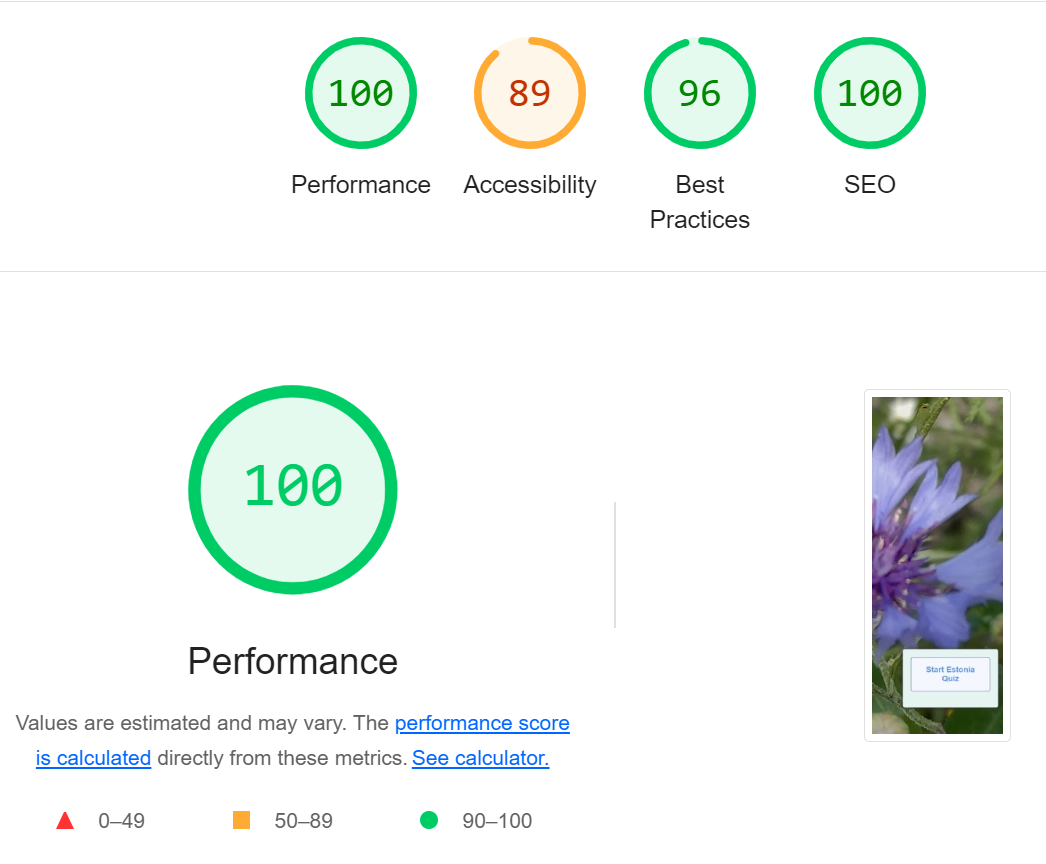 100
89
96
100
Performance
Accessibility
Best
Practices
SEO
100
Performance
Values are estimated and may vary. The performance score
is calculated directly from these metrics. See calculator.
0–49
50–89
90–100
Start Estonia
Quiz